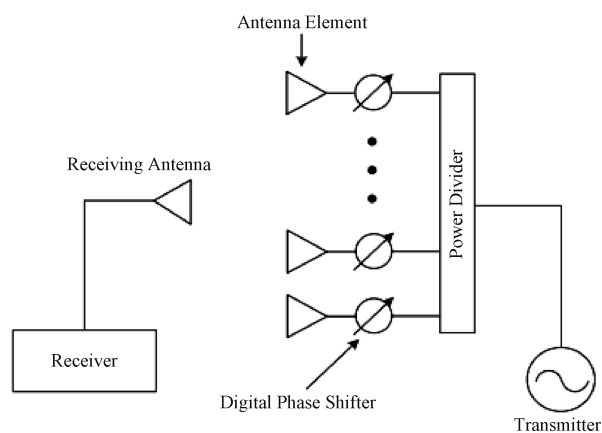 Antenna Element
Receiving Antenna
Power Divider
Receiver
Digital Phase Shifter
Transmitter